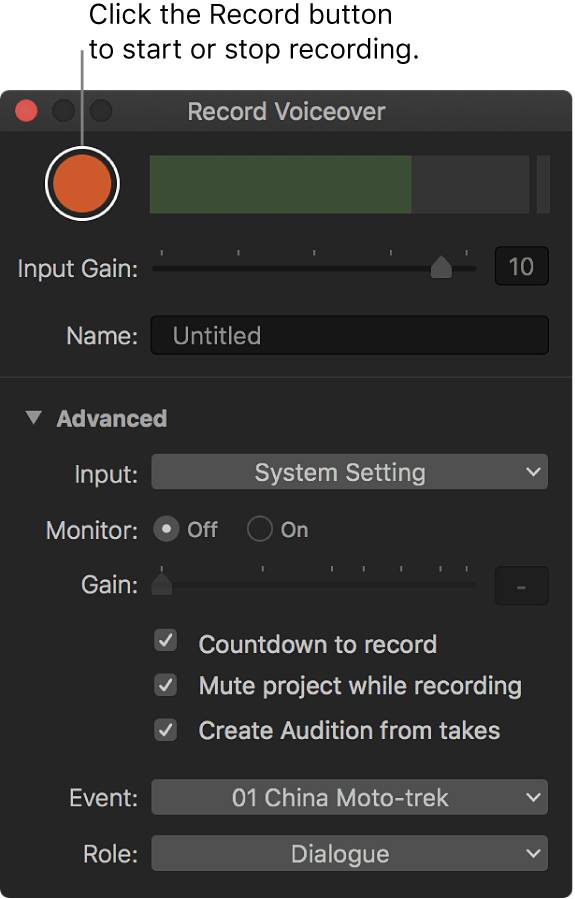 Click the Record button
to start or stop recording.
Record Voiceover
Input Gain: 10
Name: Untitled
Advanced
Input: System Setting
Monitor: Off On
Gain: -
Countdown to record
Mute project while recording
Create Audition from takes
Event: 01 China Moto-trek
Role: Dialogue